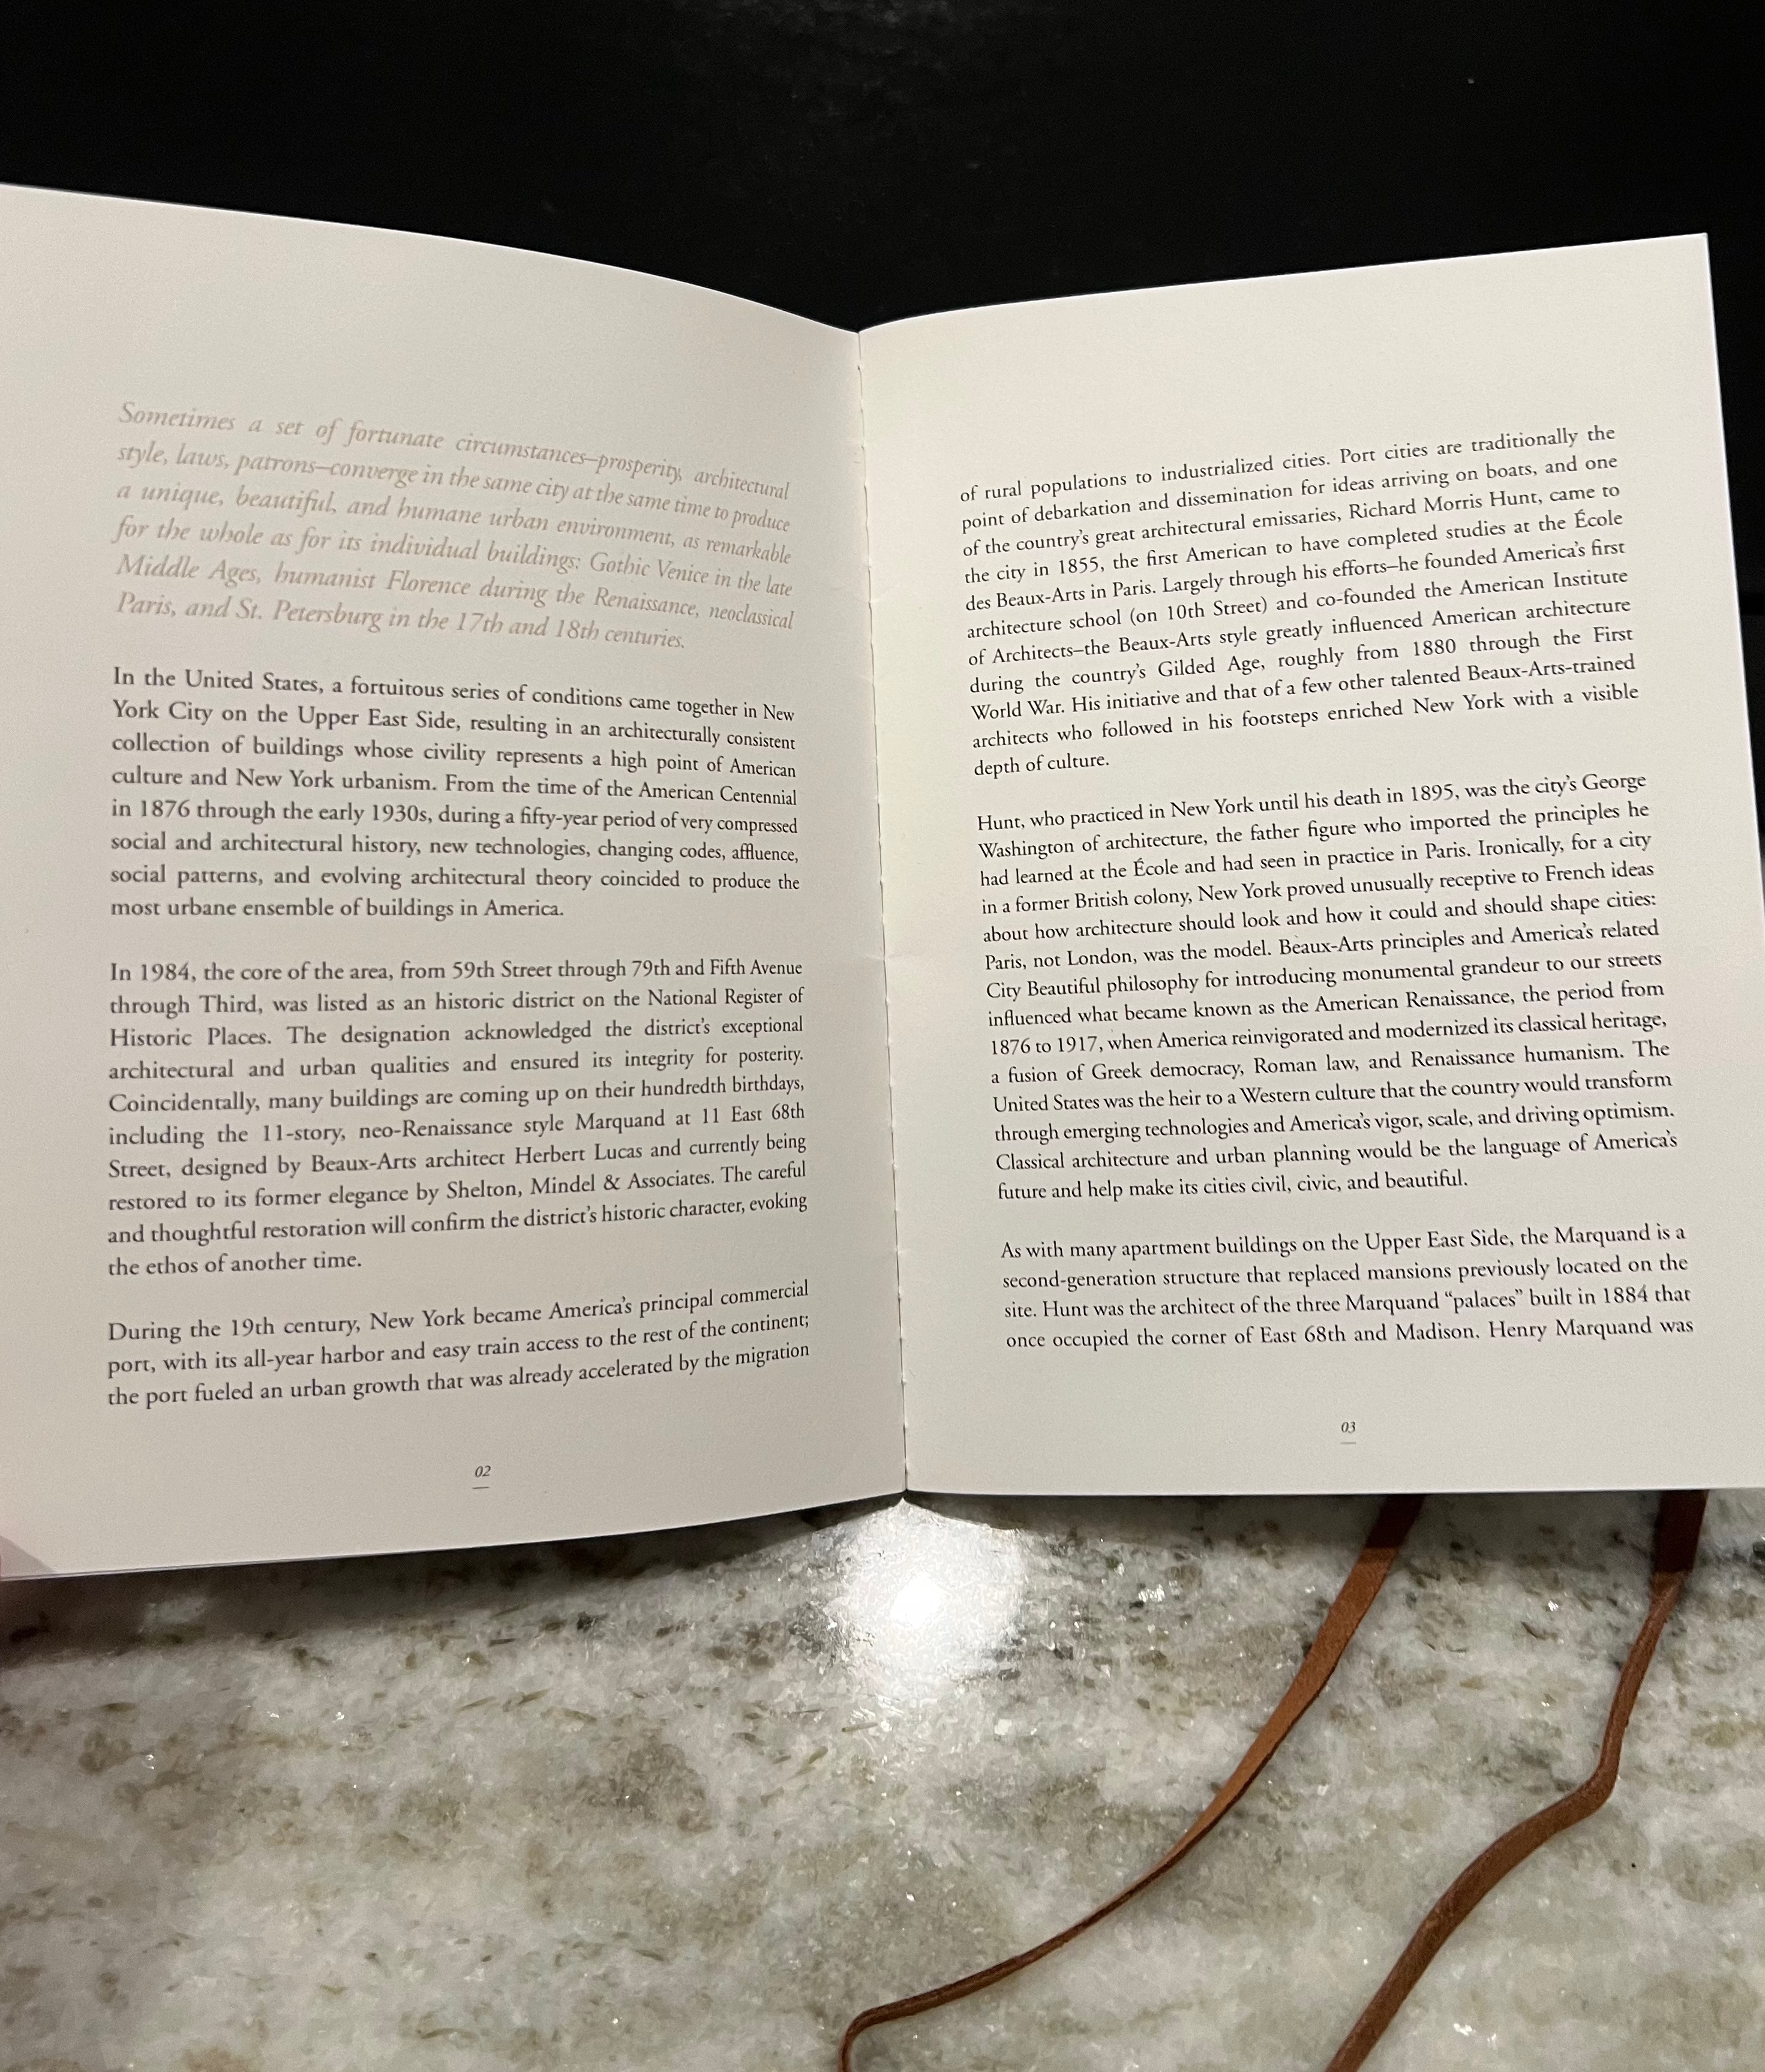 Sometimes a set of fortunate circumstances–prosperity, architectural
style, laws, patrons–converge in the same city at the same time to produce
a unique, beautiful, and humane urban environment, as remarkable
for the whole as for its individual buildings: Gothic Venice in the late
Middle Ages, humanist Florence during the Renaissance, neoclassical
Paris, and St. Petersburg in the 17th and 18th centuries.
In the United States, a fortuitous series of conditions came together in New
York City on the Upper East Side, resulting in an architecturally consistent
collection of buildings whose civility represents a high point of American
culture and New York urbanism. From the time of the American Centennial
in 1876 through the early 1930s, during a fifty-year period of very compressed
social and architectural history, new technologies, changing codes, affluence,
social patterns, and evolving architectural theory coincided to produce the
most urbane ensemble of buildings in America.
In 1984, the core of the area, from 59th Street through 79th and Fifth Avenue
through Third, was listed as an historic district on the National Register of
Historic Places. The designation acknowledged the district's exceptional
architectural and urban qualities and ensured its integrity for posterity.
Coincidentally, many buildings are coming up on their hundredth birthdays,
including the 11-story, neo-Renaissance style Marquand at 11 East 68th
Street, designed by Beaux-Arts architect Herbert Lucas and currently being
restored to its former elegance by Shelton, Mindel & Associates. The careful
and thoughtful restoration will confirm the district's historic character, evoking
the ethos of another time.
During the 19th century, New York became America's principal commercial
port, with its all-year harbor and easy train access to the rest of the continent;
the port fueled an urban growth that was already accelerated by the migration
02
of rural populations to industrialized cities. Port cities are traditionally the
point of debarkation and dissemination for ideas arriving on boats, and one
of the country's great architectural emissaries, Richard Morris Hunt, came to
the city in 1855, the first American to have completed studies at the École
des Beaux-Arts in Paris. Largely through his efforts–he founded America's first
architecture school (on 10th Street) and co-founded the American Institute
of Architects–the Beaux-Arts style greatly influenced American architecture
during the country's Gilded Age, roughly from 1880 through the First
World War. His initiative and that of a few other talented Beaux-Arts-trained
architects who followed in his footsteps enriched New York with a visible
depth of culture.
Hunt, who practiced in New York until his death in 1895, was the city's George
Washington of architecture, the father figure who imported the principles he
had learned at the École and had seen in practice in Paris. Ironically, for a city
in a former British colony, New York proved unusually receptive to French ideas
about how architecture should look and how it could and should shape cities:
Paris, not London, was the model. Beaux-Arts principles and America's related
City Beautiful philosophy for introducing monumental grandeur to our streets
influenced what became known as the American Renaissance, the period from
1876 to 1917, when America reinvigorated and modernized its classical heritage,
a fusion of Greek democracy, Roman law, and Renaissance humanism. The
United States was the heir to a Western culture that the country would transform
through emerging technologies and America's vigor, scale, and driving optimism.
Classical architecture and urban planning would be the language of America's
future and help make its cities civil, civic, and beautiful.
As with many apartment buildings on the Upper East Side, the Marquand is a
second-generation structure that replaced mansions previously located on the
site. Hunt was the architect of the three Marquand “palaces” built in 1884 that
once occupied the corner of East 68th and Madison. Henry Marquand was
03